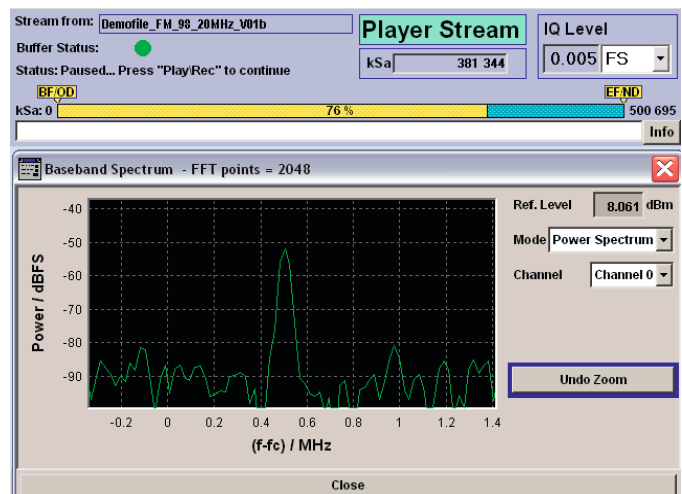 Stream from: Demofile_FM_98_20MHz_V01b
Player Stream
IQ Level
Buffer Status:
kSa 381 344
0.005 FS
Status: Paused... Press "Play\Rec" to continue
BF/OD
EF/ND
kSa: 0
76 %
500 695
Info
Baseband Spectrum - FFT points = 2048
Ref. Level 8.061 dBm
Mode Power Spectrum
Channel Channel 0
Undo Zoom
Power / dBFS
-40
-50
-60
-70
-80
-90
-0.2 0 0.2 0.4 0.6 0.8 1 1.2 1.4
(f-fc) / MHz
Close